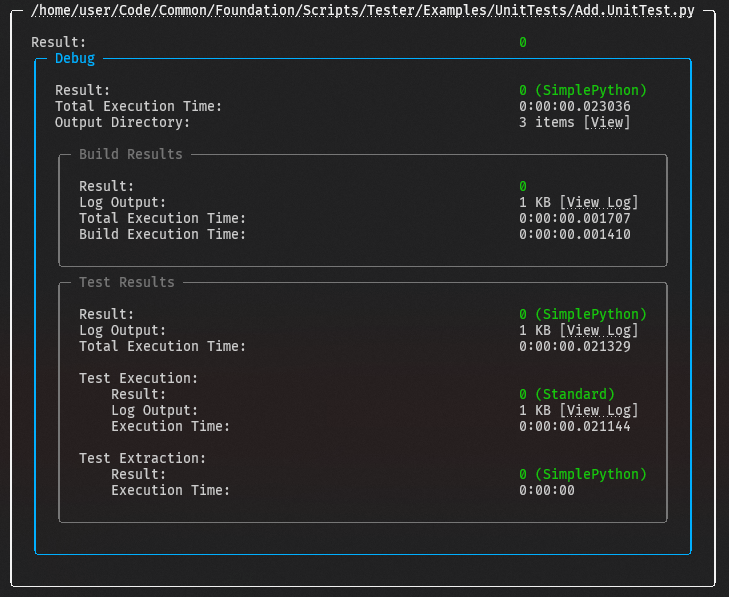 /home/user/Code/Common/Foundation/Scripts/Tester/Examples/UnitTests/Add.UnitTest.py
Result: 0
Debug
Result: 0 (SimplePython)
Total Execution Time: 0:00:00.023036
Output Directory: 3 items [View]
Build Results
Result: 0
Log Output: 1 KB [View Log]
Total Execution Time: 0:00:00.001707
Build Execution Time: 0:00:00.001410
Test Results
Result: 0 (SimplePython)
Log Output: 1 KB [View Log]
Total Execution Time: 0:00:00.021329
Test Execution:
Result: 0 (Standard)
Log Output: 1 KB [View Log]
Execution Time: 0:00:00.021144
Test Extraction:
Result: 0 (SimplePython)
Execution Time: 0:00:00